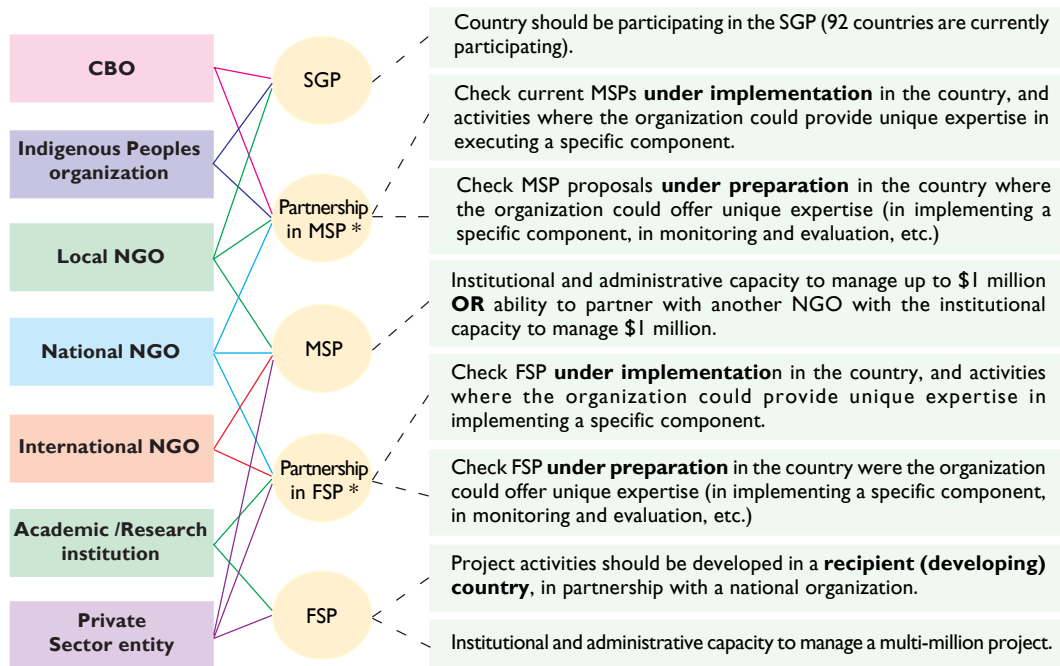 CBO
Indigenous Peoples
organization
Local NGO
National NGO
International NGO
Academic /Research
institution
Private
Sector entity
SGP
Partnership
in MSP *
MSP
Partnership
in FSP *
FSP
Country should be participating in the SGP (92 countries are currently
participating).
Check current MSPs under implementation in the country, and
activities where the organization could provide unique expertise in
executing a specific component.
Check MSP proposals under preparation in the country where
the organization could offer unique expertise (in implementing a
specific component, in monitoring and evaluation, etc.)
Institutional and administrative capacity to manage up to $1 million
OR ability to partner with another NGO with the institutional
capacity to manage $1 million.
Check FSP under implementation in the country, and activities
where the organization could provide unique expertise in
implementing a specific component.
Check FSP under preparation in the country were the organization
could offer unique expertise (in implementing a specific component,
in monitoring and evaluation, etc.)
Project activities should be developed in a recipient (developing)
country, in partnership with a national organization.
Institutional and administrative capacity to manage a multi-million project.